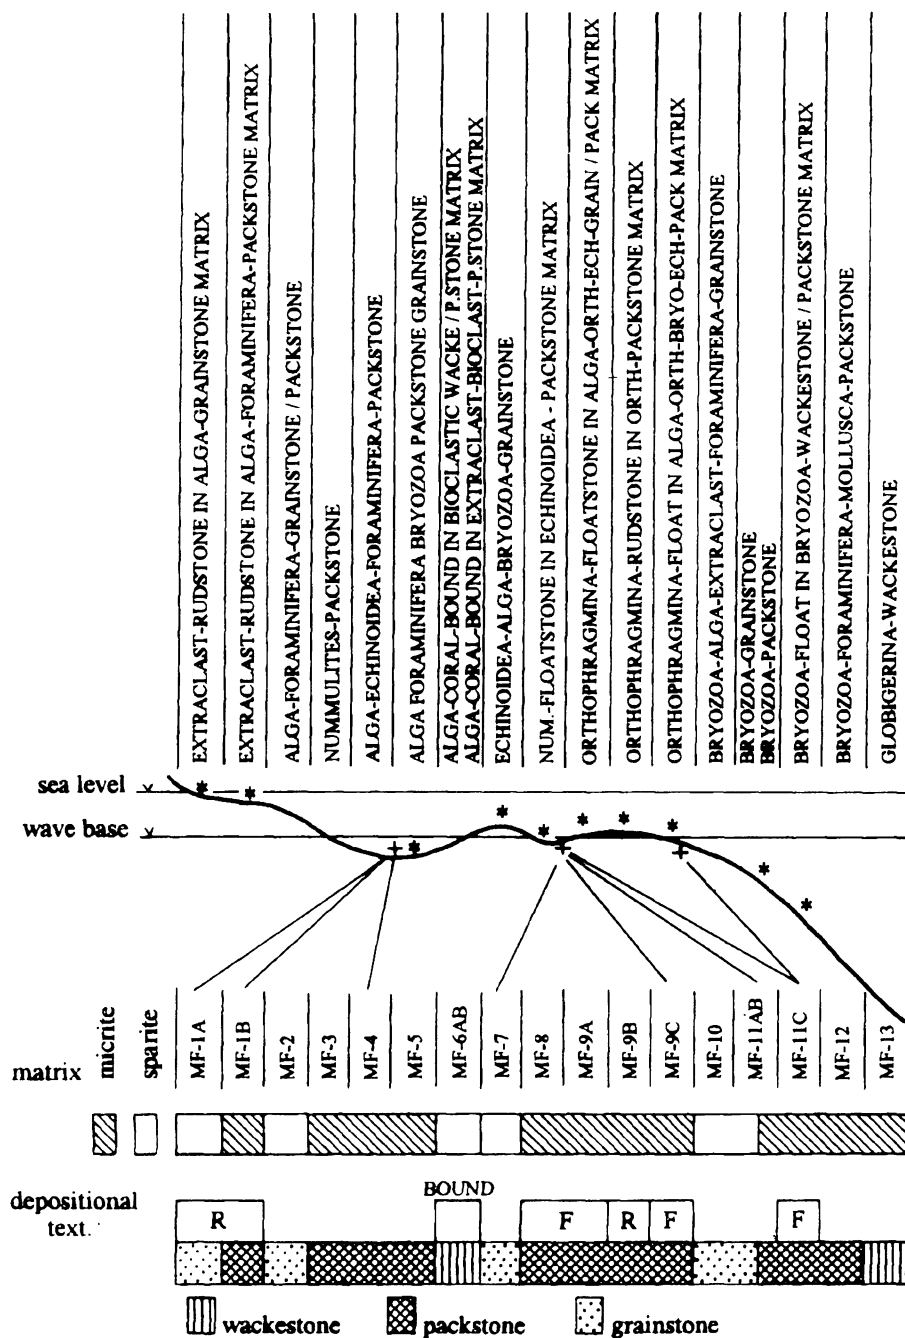 EXTRACLAST-RUDSTONE IN ALGA-GRAINSTONE MATRIX
EXTRACLAST-RUDSTONE IN ALGA-FORAMINIFERA-PACKSTONE MATRIX
ALGA-FORAMINIFERA-GRAINSTONE / PACKSTONE
NUMMULITES-PACKSTONE
ALGA-ECHINOIDEA-FORAMINIFERA-PACKSTONE
ALGA FORAMINIFERA BRYOZOA PACKSTONE GRAINSTONE
ALGA-CORAL-BOUND IN BIOCLASTIC WACKE / P.STONE MATRIX
ALGA-CORAL-BOUND IN EXTRACLAST-BIOCLAST-P.STONE MATRIX
ECHINOIDEA-ALGA-BRYOZOA-GRAINSTONE
NUM.-FLOATSTONE IN ECHINOIDEA - PACKSTONE MATRIX
ORTHOPHRAGMINA-FLOATSTONE IN ALGA-ORTH-ECH-GRAIN / PACK MATRIX
ORTHOPHRAGMINA-RUDSTONE IN ORTH-PACKSTONE MATRIX
ORTHOPHRAGMINA-FLOAT IN ALGA-ORTH-BRYO-ECH-PACK MATRIX
BRYOZOA-ALGA-EXTRACLAST-FORAMINIFERA-GRAINSTONE
BRYOZOA-GRAINSTONE
BRYOZOA-PACKSTONE
BRYOZOA-FLOAT IN BRYOZOA-WACKESTONE / PACKSTONE MATRIX
BRYOZOA-FORAMINIFERA-MOLLUSCA-PACKSTONE
GLOBIGERINA-WACKESTONE
sea level
wave base
matrix
micrite
sparite
MF-1A
MF-1B
MF-2
MF-3
MF-4
MF-5
MF-6AB
MF-7
MF-8
MF-9A
MF-9B
MF-9C
MF-10
MF-11AB
MF-11C
MF-12
MF-13
depositional
text.
BOUND
R
F
R
F
F
wackestone
packstone
grainstone